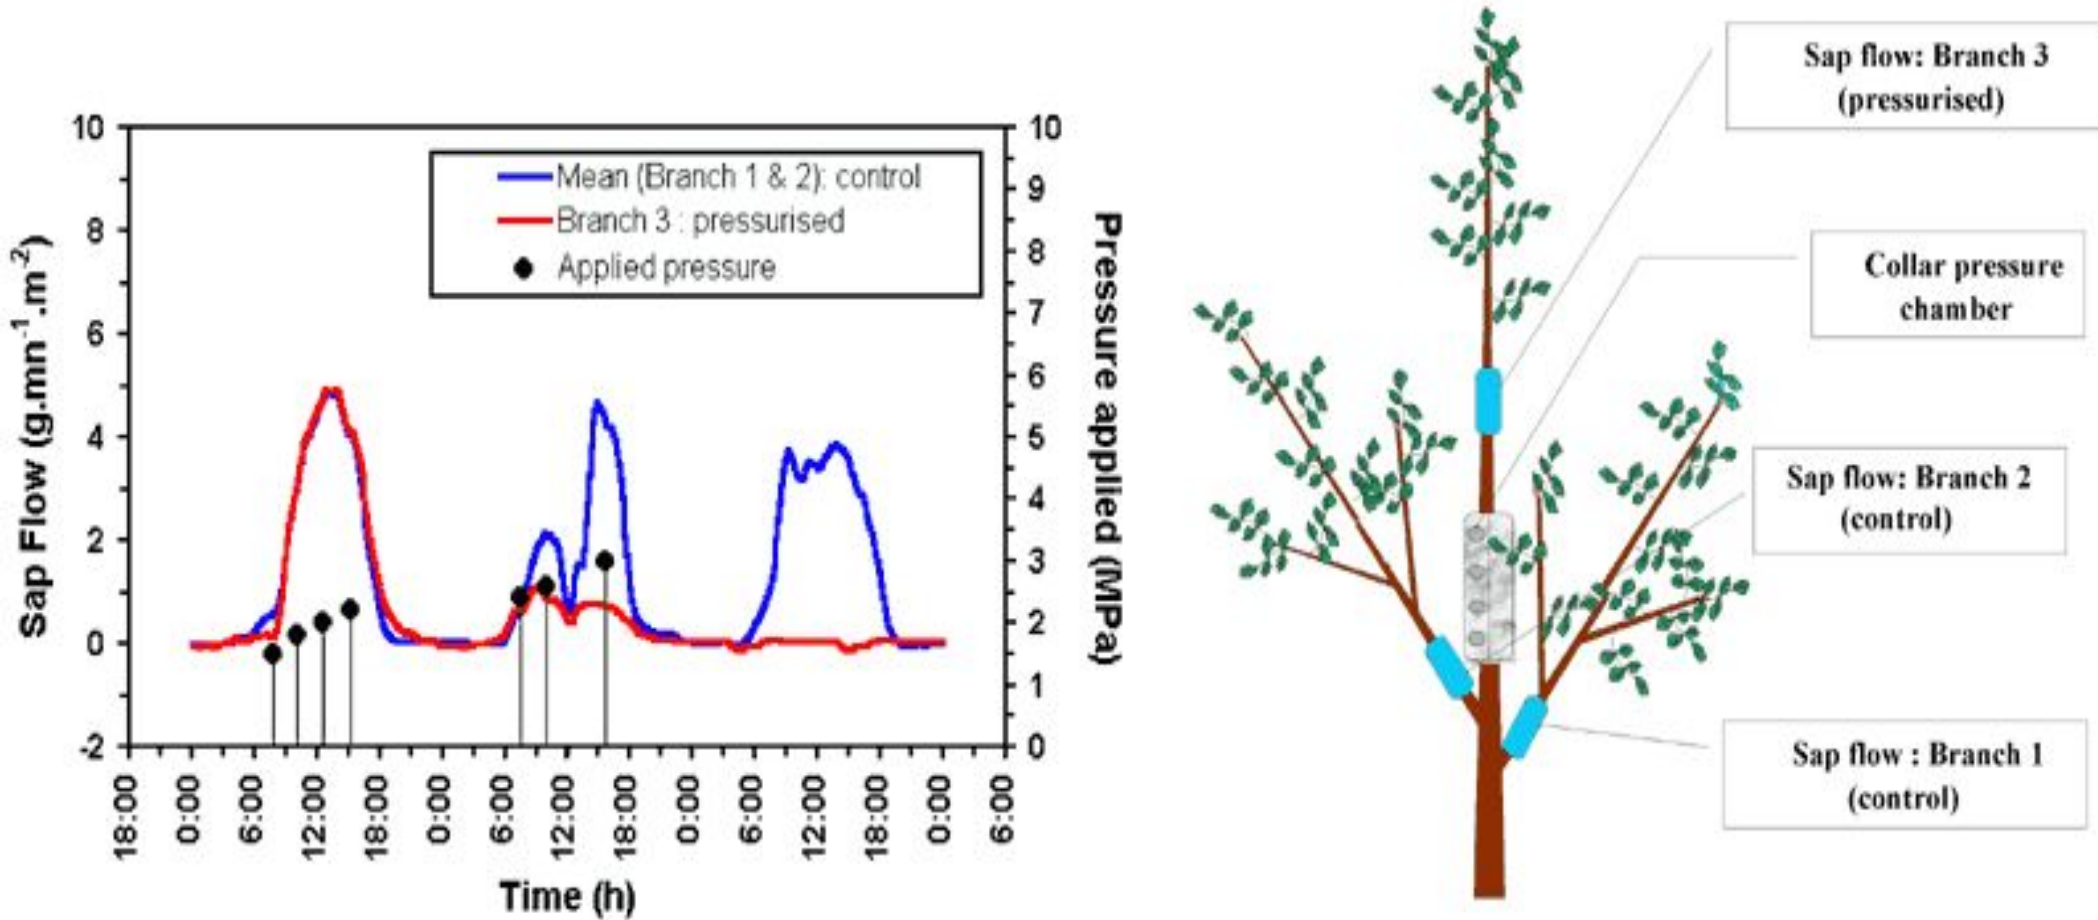 10
8
6
4
2
0
-2
Sap Flow (g.mn-1.m-2)
Mean (Branch 1 & 2): control
Branch 3 : pressurised
Applied pressure
10
9
8
7
6
5
4
3
2
1
0
Pressure applied (MPa)
18:00
0:00
6:00
12:00
18:00
0:00
6:00
12:00
18:00
0:00
6:00
12:00
18:00
0:00
6:00
Time (h)
Sap flow: Branch 3
(pressurised)
Collar pressure
chamber
Sap flow: Branch 2
(control)
Sap flow : Branch 1
(control)